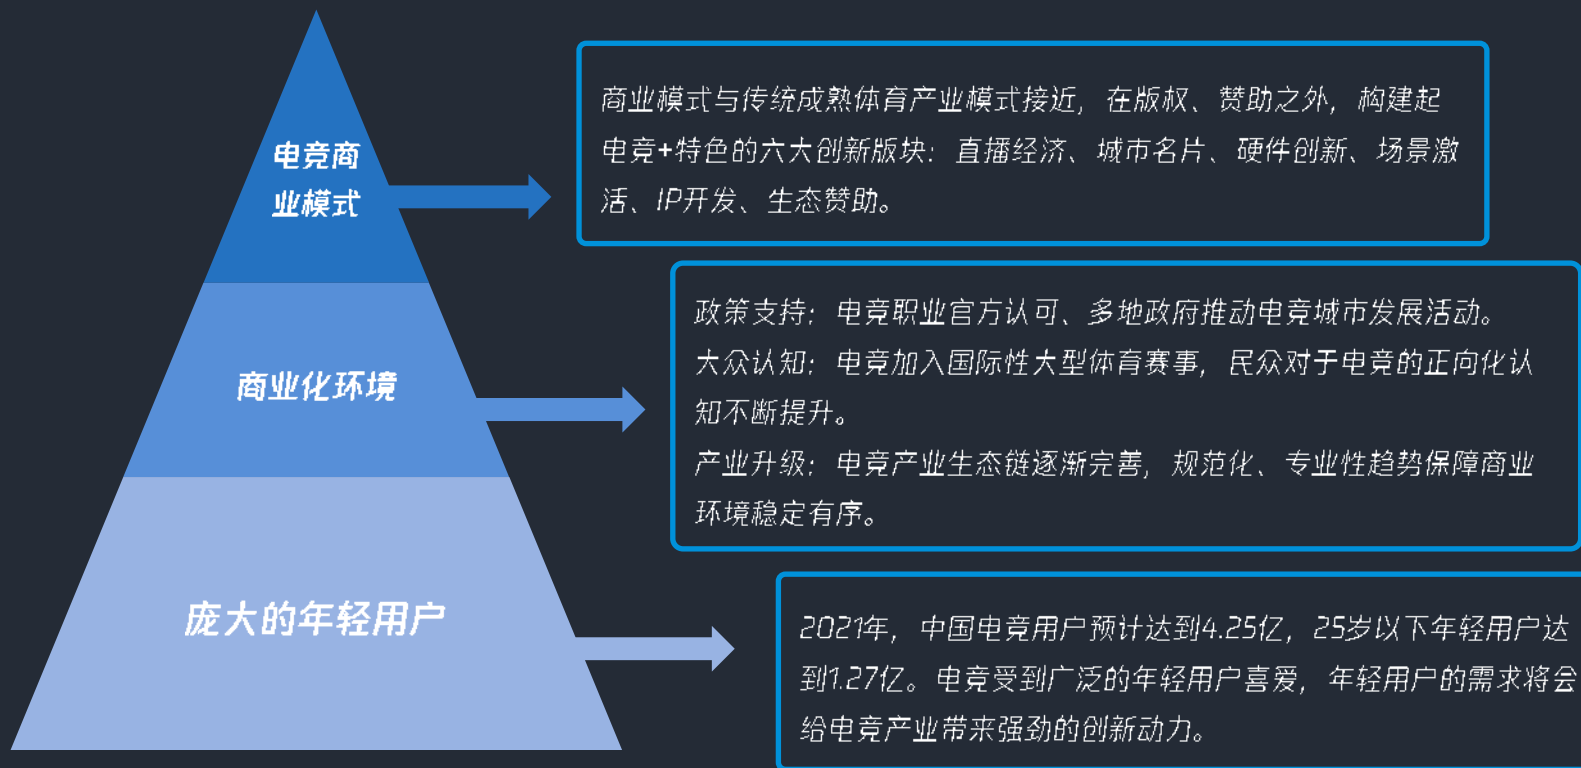 电竞商
业模式
商业模式与传统成熟体育产业模式接近，在版权、赞助之外，构建起
电竞+特色的六大创新版块：直播经济、城市名片、硬件创新、场景激
活、IP开发、生态赞助。
商业化环境
政策支持：电竞职业官方认可、多地政府推动电竞城市发展活动。
大众认知：电竞加入国际性大型体育赛事，民众对于电竞的正向化认
知不断提升。
产业升级：电竞产业生态链逐渐完善，规范化、专业性趋势保障商业
环境稳定有序。
庞大的年轻用户
2021年，中国电竞用户预计达到4.25亿，25岁以下年轻用户达
到1.27亿。电竞受到广泛的年轻用户喜爱，年轻用户的需求将会
给电竞产业带来强劲的创新动力。